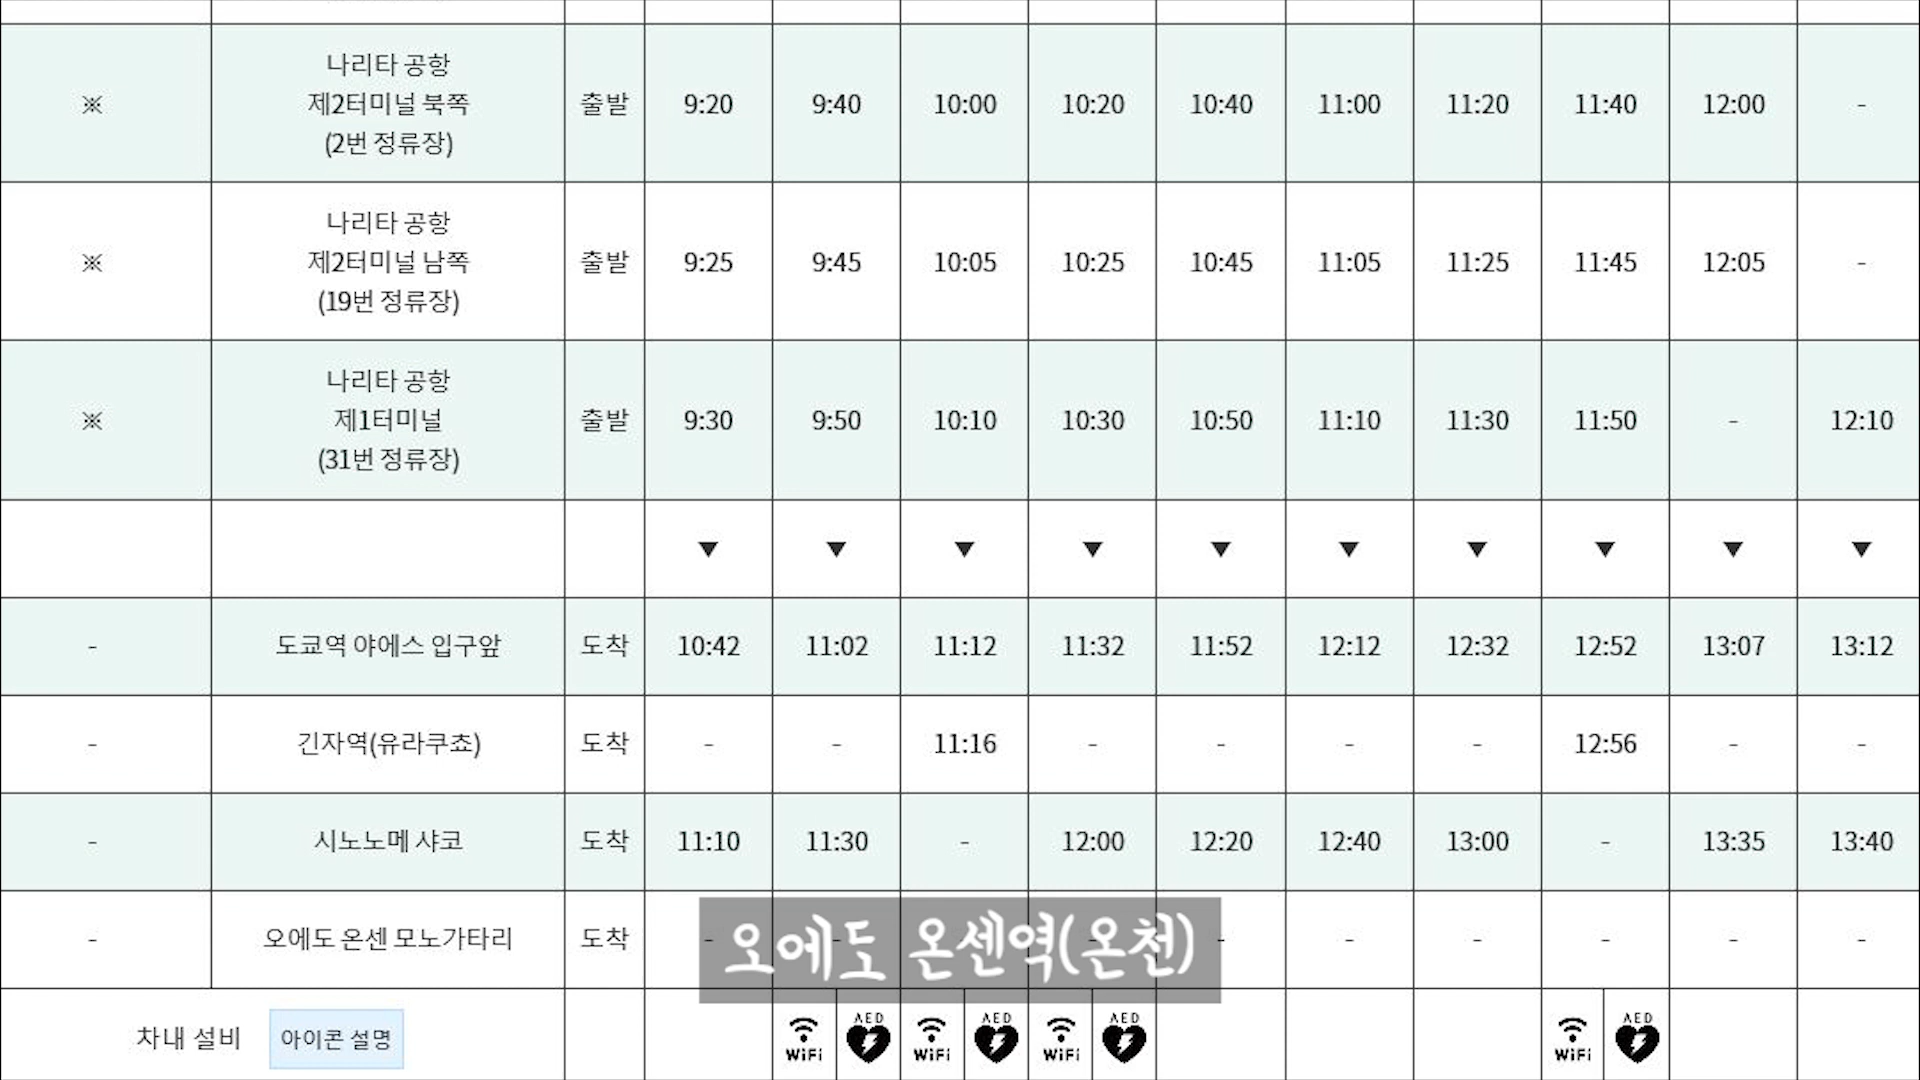 ※ 나리타 공항 제2터미널 북쪽 (2번 정류장) 출발 9:20 9:40 10:00 10:20 10:40 11:00 11:20 11:40 12:00 -
※ 나리타 공항 제2터미널 남쪽 (19번 정류장) 출발 9:25 9:45 10:05 10:25 10:45 11:05 11:25 11:45 12:05 -
※ 나리타 공항 제1터미널 (31번 정류장) 출발 9:30 9:50 10:10 10:30 10:50 11:10 11:30 11:50 - 12:10
▼ ▼ ▼ ▼ ▼ ▼ ▼ ▼ ▼ ▼
- 도쿄역 야에스 입구앞 도착 10:42 11:02 11:12 11:32 11:52 12:12 12:32 12:52 13:07 13:12
- 긴자역(유라쿠쵸) 도착 - - 11:16 - - - - 12:56 - -
- 시노노메 샤코 도착 11:10 11:30 - 12:00 12:20 12:40 13:00 - 13:35 13:40
- 오에도 온센 모노가타리 도착 - - - - - - - - - -
오에도 온센역(온천)
차내 설비 아이콘 설명 WiFi AED WiFi AED WiFi AED WiFi AED